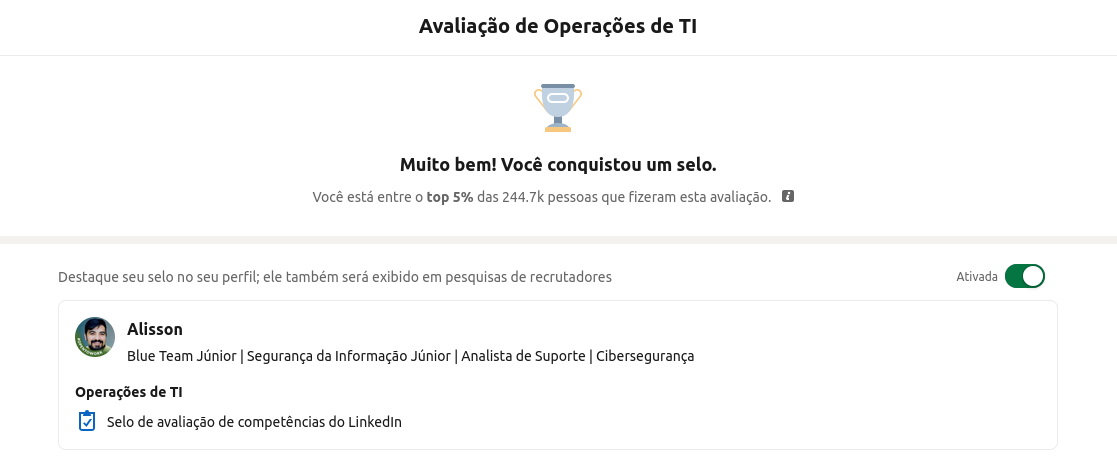 Avaliação de Operações de TI
Muito bem! Você conquistou um selo.
Você está entre o top 5% das 244.7k pessoas que fizeram esta avaliação.
Destaque seu selo no seu perfil; ele também será exibido em pesquisas de recrutadores
Ativada
Alisson
Blue Team Júnior | Segurança da Informação Júnior | Analista de Suporte | Cibersegurança
Operações de TI
Selo de avaliação de competências do LinkedIn